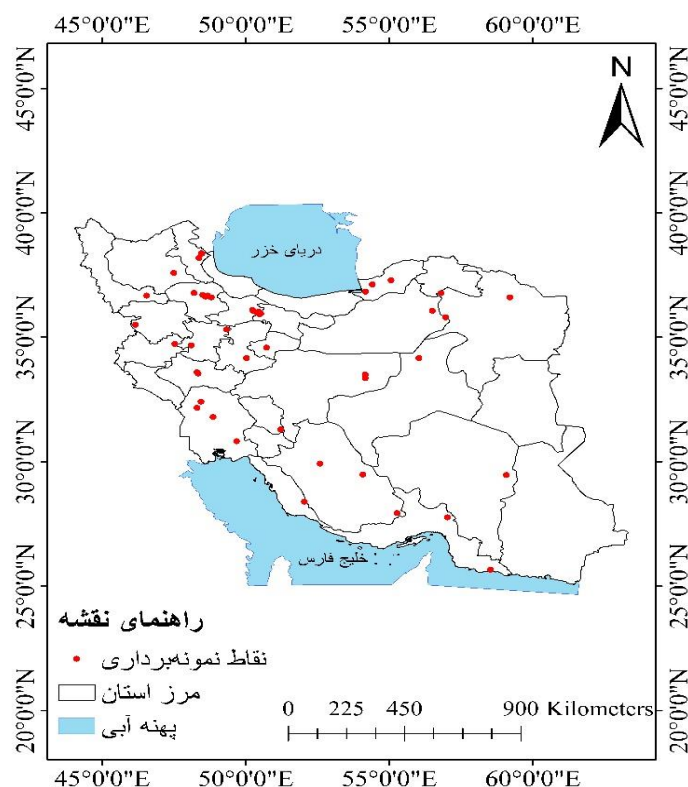 45°0'0"E 50°0'0"E 55°0'0"E 60°0'0"E
N
45°0'0"N 45°0'0"N
40°0'0"N 40°0'0"N
دریای خزر
35°0'0"N 35°0'0"N
30°0'0"N 30°0'0"N
خلیج فارس
25°0'0"N 25°0'0"N
راهنمای نقشه
نقاط نمونه‌برداری
مرز استان
پهنه آبی
20°0'0"N 20°0'0"N
0 225 450 900 Kilometers
45°0'0"E 50°0'0"E 55°0'0"E 60°0'0"E